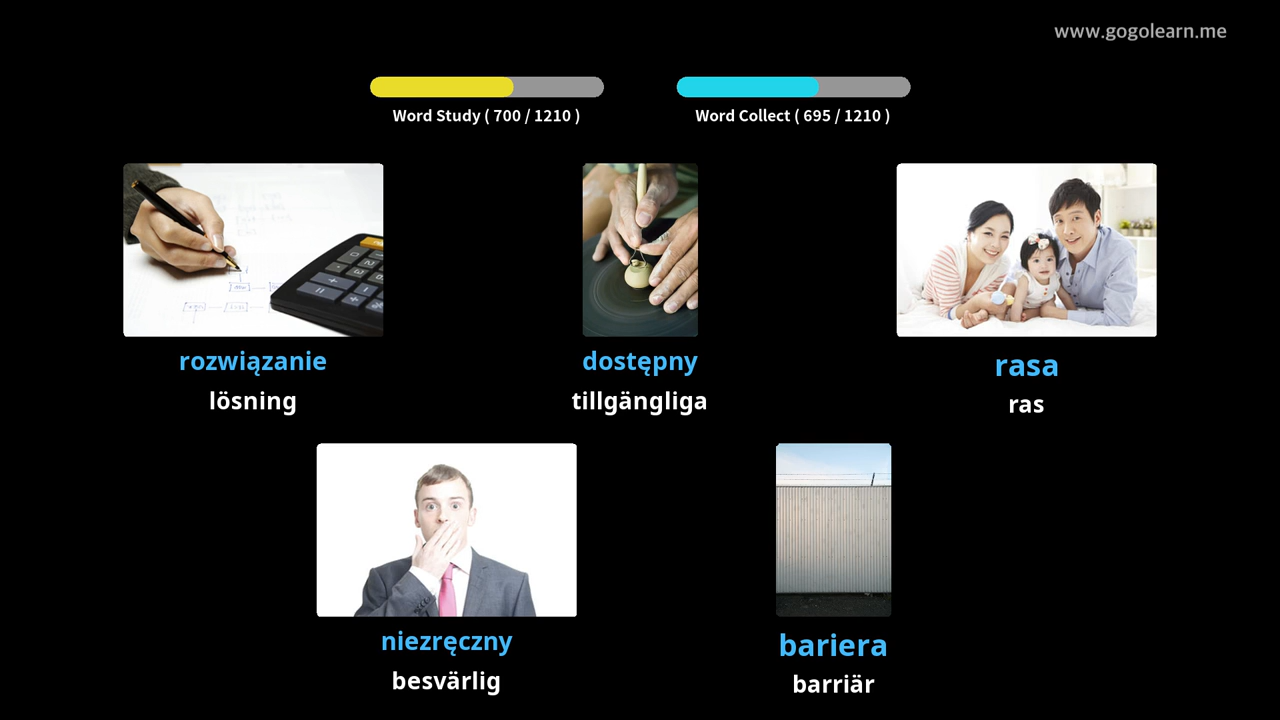 www.gogolearn.me
Word Study ( 700 / 1210 )
Word Collect ( 695 / 1210 )
rozwiązanie
lösning
dostępny
tillgängliga
rasa
ras
niezręczny
besvärlig
bariera
barriär